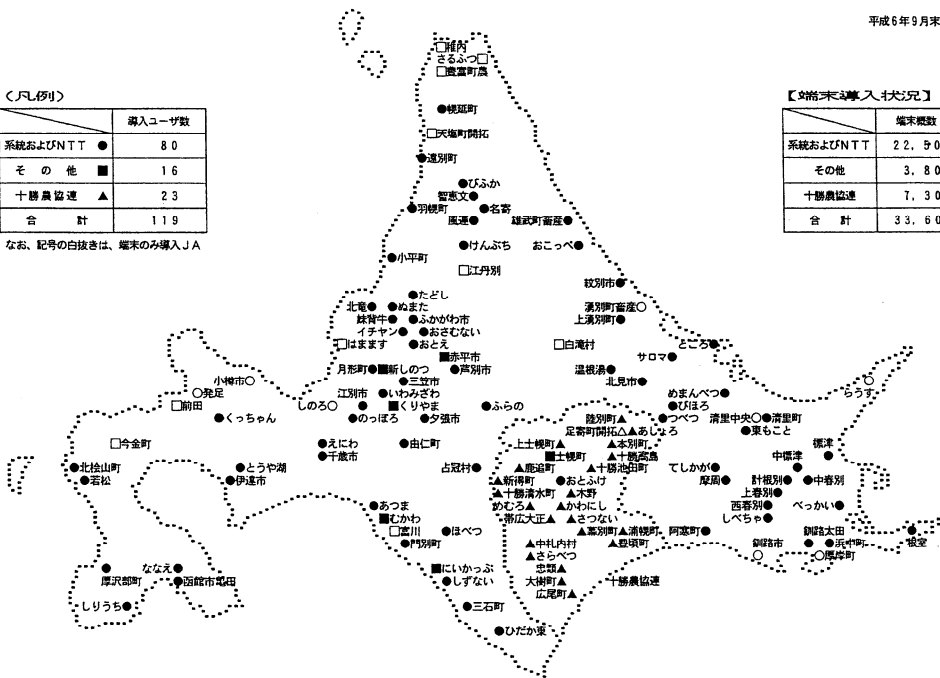 平成6年9月末
(凡例)
導入ユーザ数
系統およびNTT ● 80
その他 ■ 16
十勝農協連 ▲ 23
合計 119
なお、記号の白抜きは、端末のみ導入JA
【端末導入状況】
端末概数
系統およびNTT 22,50
その他 3,80
十勝農協連 7,30
合計 33,60
□稚内
さるふつ□
□豊富町農
●幌延町
□天塩町開拓
●遠別町
●びふか
智恵文●
●羽幌町
●名寄
風連●
雄武町畜産●
●けんぶち
おこっぺ●
●小平町
□江丹別
紋別市●
●たどし
北竜●
●ぬまた
湧別町畜産○
妹背牛●
●ふかがわ市
上湧別町●
イチャン●
●おさむない
□はまます
●おとえ
□白滝村
ところ●
■赤平市
サロマ●
月形町●
■新しのつ
●芦別市
温根湯●
小樽市○
●三笠市
北見市●
らうす
○発足
江別市
●いわみざわ
めまんべつ●
□前田
しのろ○
■くりやま
●ふらの
●びほろ
●くっちゃん
●のっぽろ
●夕張市
陸別町▲
●つべつ
清里中央○
●清里町
足寄町開拓△
▲あしょろ
●東もこと
□今金町
●えにわ
●由仁町
上士幌町▲
▲本別町
標津
●千歳市
■士幌町
▲十勝高島
中標津
●北桧山町
●とうや湖
占冠村●
▲鹿追町
▲十勝池田町
てしかが●
●若松
●伊達市
▲新得町
●おとふけ
摩周●
計根別●
●中春別
▲十勝清水町
▲木野
上春別●
●あつま
めむろ▲
▲かわにし
西春別●
べっかい●
■むかわ
帯広大正▲
▲さつない
しべちゃ●
□宮川
●ほべつ
▲幕別町
▲浦幌町
阿寒町●
釧路太田
●門別町
▲中札内村
▲豊頃町
釧路市
●浜中町
根室
▲さらべつ
○厚岸町
ななえ●
■にいかっぷ
忠類▲
厚沢部町
●函館市亀田
●しずない
大樹町▲
十勝農協連
広尾町▲
しりうち●
●三石町
●ひだか東